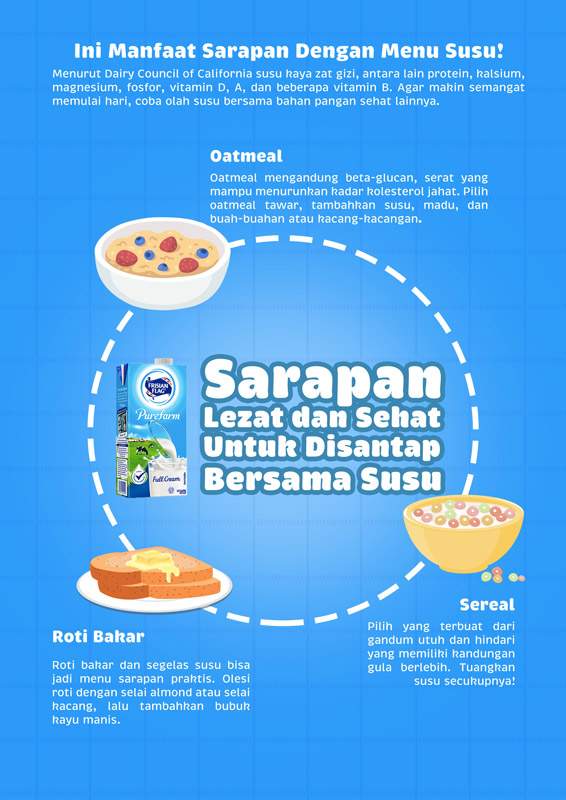 Ini Manfaat Sarapan Dengan Menu Susu!
Menurut Dairy Council of California susu kaya zat gizi, antara lain protein, kalsium,
magnesium, fosfor, vitamin D, A, dan beberapa vitamin B. Agar makin semangat
memulai hari, coba olah susu bersama bahan pangan sehat lainnya.
Oatmeal
Oatmeal mengandung beta-glucan, serat yang
mampu menurunkan kadar kolesterol jahat. Pilih
oatmeal tawar, tambahkan susu, madu, dan
buah-buahan atau kacang-kacangan.
FRISIAN
FLAG
Purefarm
Full Cream
Sarapan
Lezat dan Sehat
Untuk Disantap
Bersama Susu
Sereal
Pilih yang terbuat dari
gandum utuh dan hindari
yang memiliki kandungan
gula berlebih. Tuangkan
susu secukupnya!
Roti Bakar
Roti bakar dan segelas susu bisa
jadi menu sarapan praktis. Olesi
roti dengan selai almond atau selai
kacang, lalu tambahkan bubuk
kayu manis.